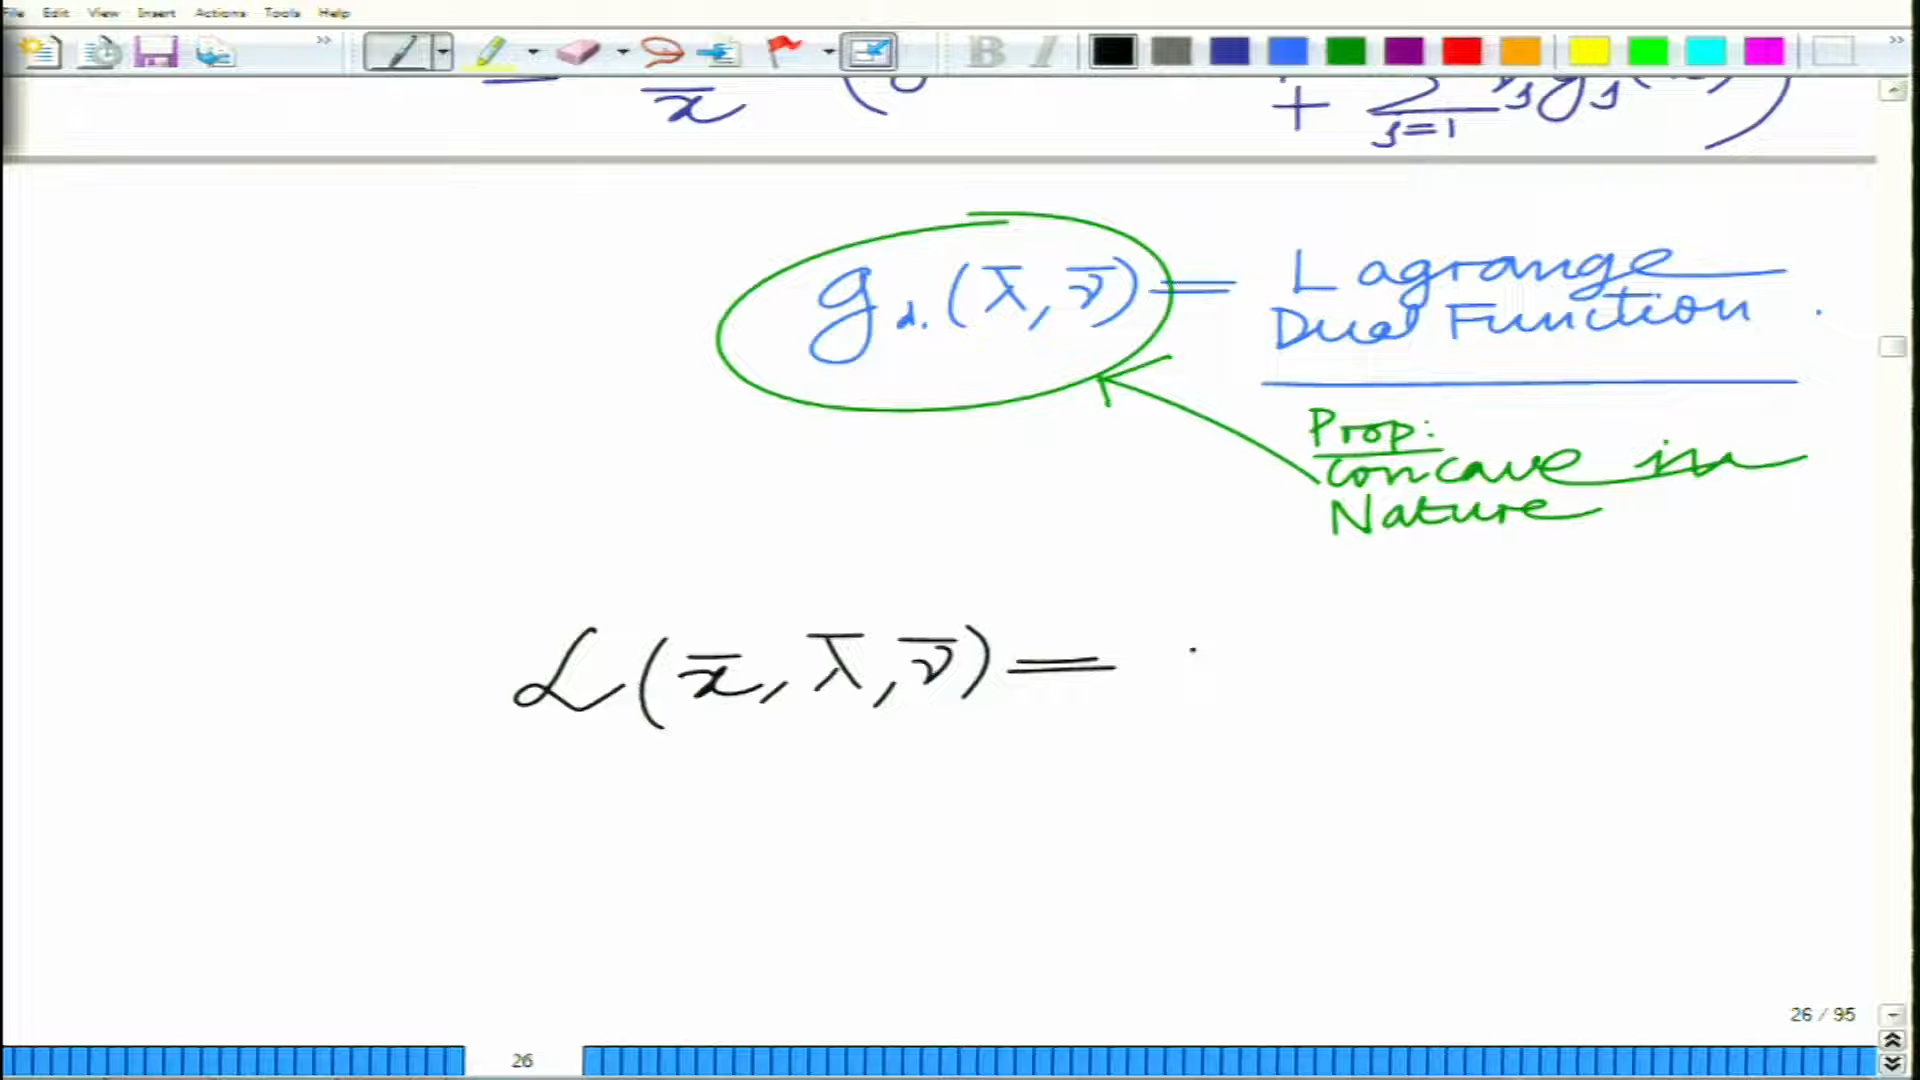 File Edit View Insert Actions Tools Help
x̄
+ Σ s=1
g_d.(λ̄, ν̄) = Lagrange
Dual Function.
Prop:
concave in
Nature
ℒ(x̄, λ̄, ν̄) =
26 / 95
26